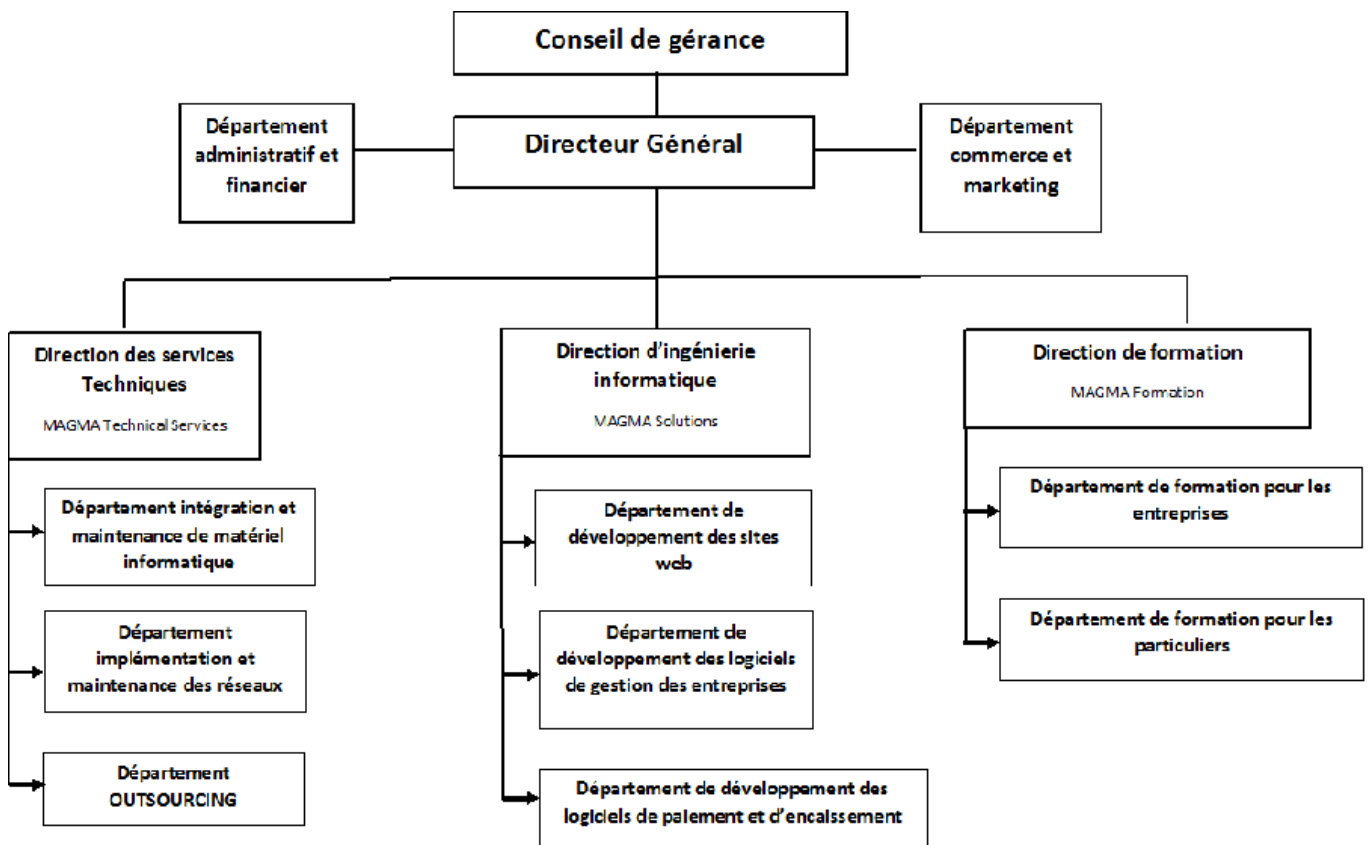 Conseil de gérance
Département
administratif et
financier
Directeur Général
Département
commerce et
marketing
Direction des services
Techniques
MAGMA Technical Services
Direction d'ingénierie
informatique
MAGMA Solutions
Direction de formation
MAGMA Formation
Département intégration et
maintenance de matériel
informatique
Département
implémentation et
maintenance des réseaux
Département
OUTSOURCING
Département de
développement des sites
web
Département de
développement des logiciels
de gestion des entreprises
Département de développement des
logiciels de paiement et d'encaissement
Département de formation pour les
entreprises
Département de formation pour les
particuliers